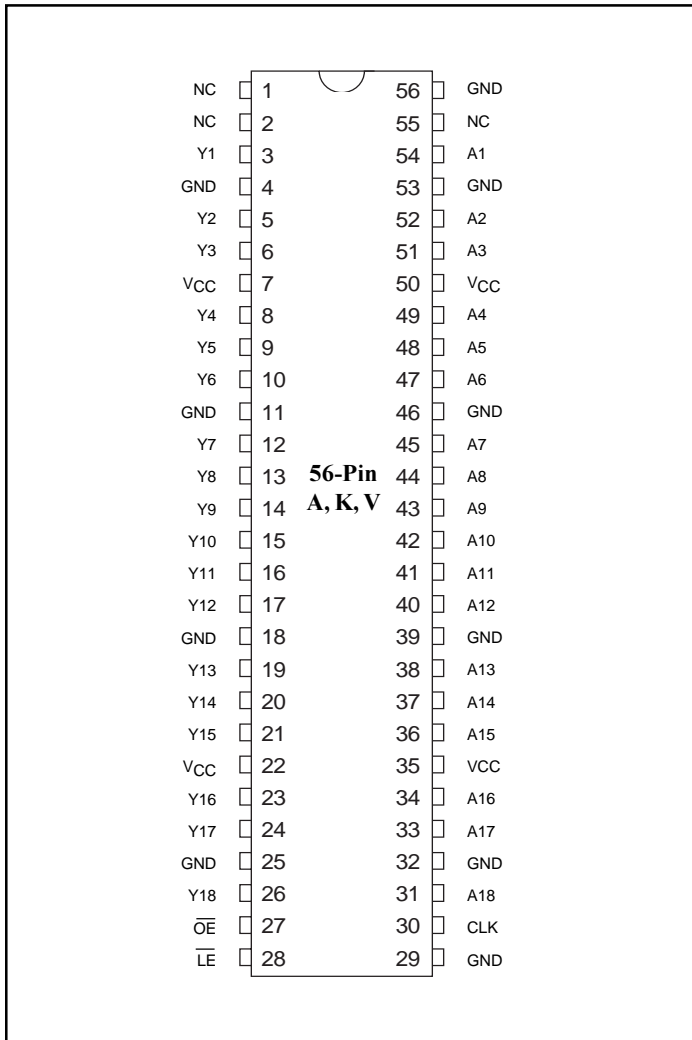 NC 1 56 GND
NC 2 55 NC
Y1 3 54 A1
GND 4 53 GND
Y2 5 52 A2
Y3 6 51 A3
VCC 7 50 VCC
Y4 8 49 A4
Y5 9 48 A5
Y6 10 47 A6
GND 11 46 GND
Y7 12 45 A7
Y8 13 56-Pin 44 A8
Y9 14 A, K, V 43 A9
Y10 15 42 A10
Y11 16 41 A11
Y12 17 40 A12
GND 18 39 GND
Y13 19 38 A13
Y14 20 37 A14
Y15 21 36 A15
VCC 22 35 VCC
Y16 23 34 A16
Y17 24 33 A17
GND 25 32 GND
Y18 26 31 A18
O̅E̅ 27 30 CLK
L̅E̅ 28 29 GND